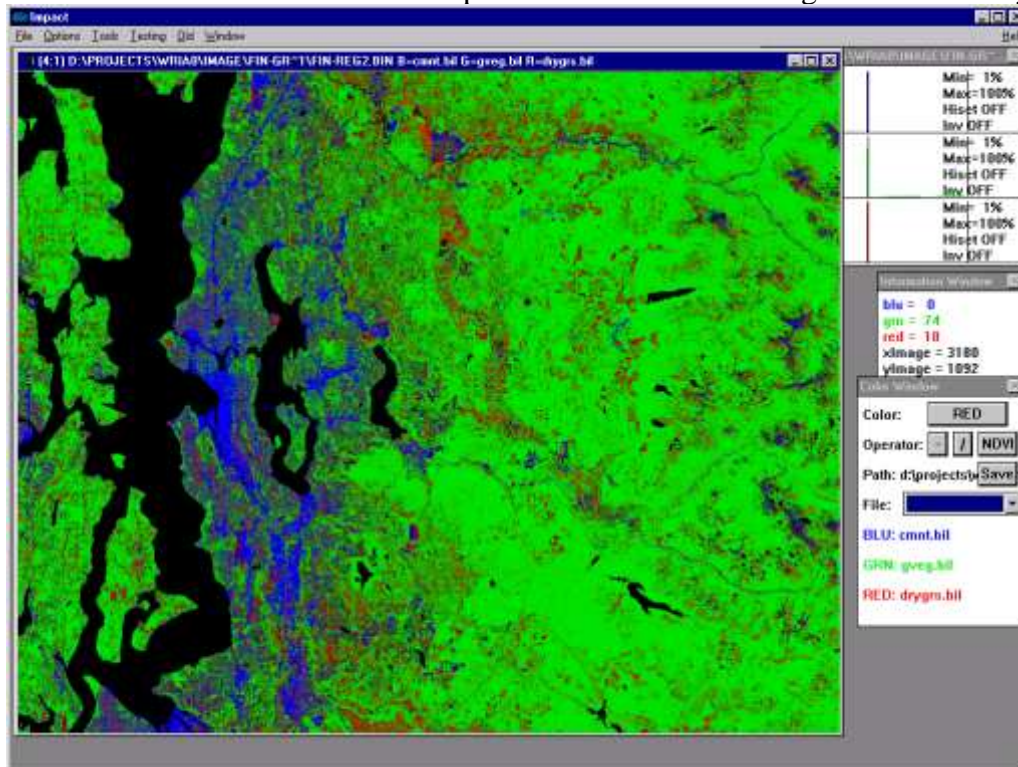 Impact
File Options Tools Testing Old Window Hel
(4:1) D:\PROJECTS\WRIA8\IMAGE\FIN-GR~1\FIN-REG2.BIN B=cmnt.bil G=gveg.bil R=drygrs.bil
Min= 1%
Max=100%
Hiset OFF
Inv OFF
Min= 1%
Max=100%
Hiset OFF
Inv OFF
Min= 1%
Max=100%
Hiset OFF
Inv OFF
Information Window
blu = 0
grn = 74
red = 10
xImage = 3180
yImage = 1092
Color Window
Color: RED
Operator: - / NDVI
Path: d:\projects\w Save
File:
BLU: cmnt.bil
GRN: gveg.bil
RED: drygrs.bil